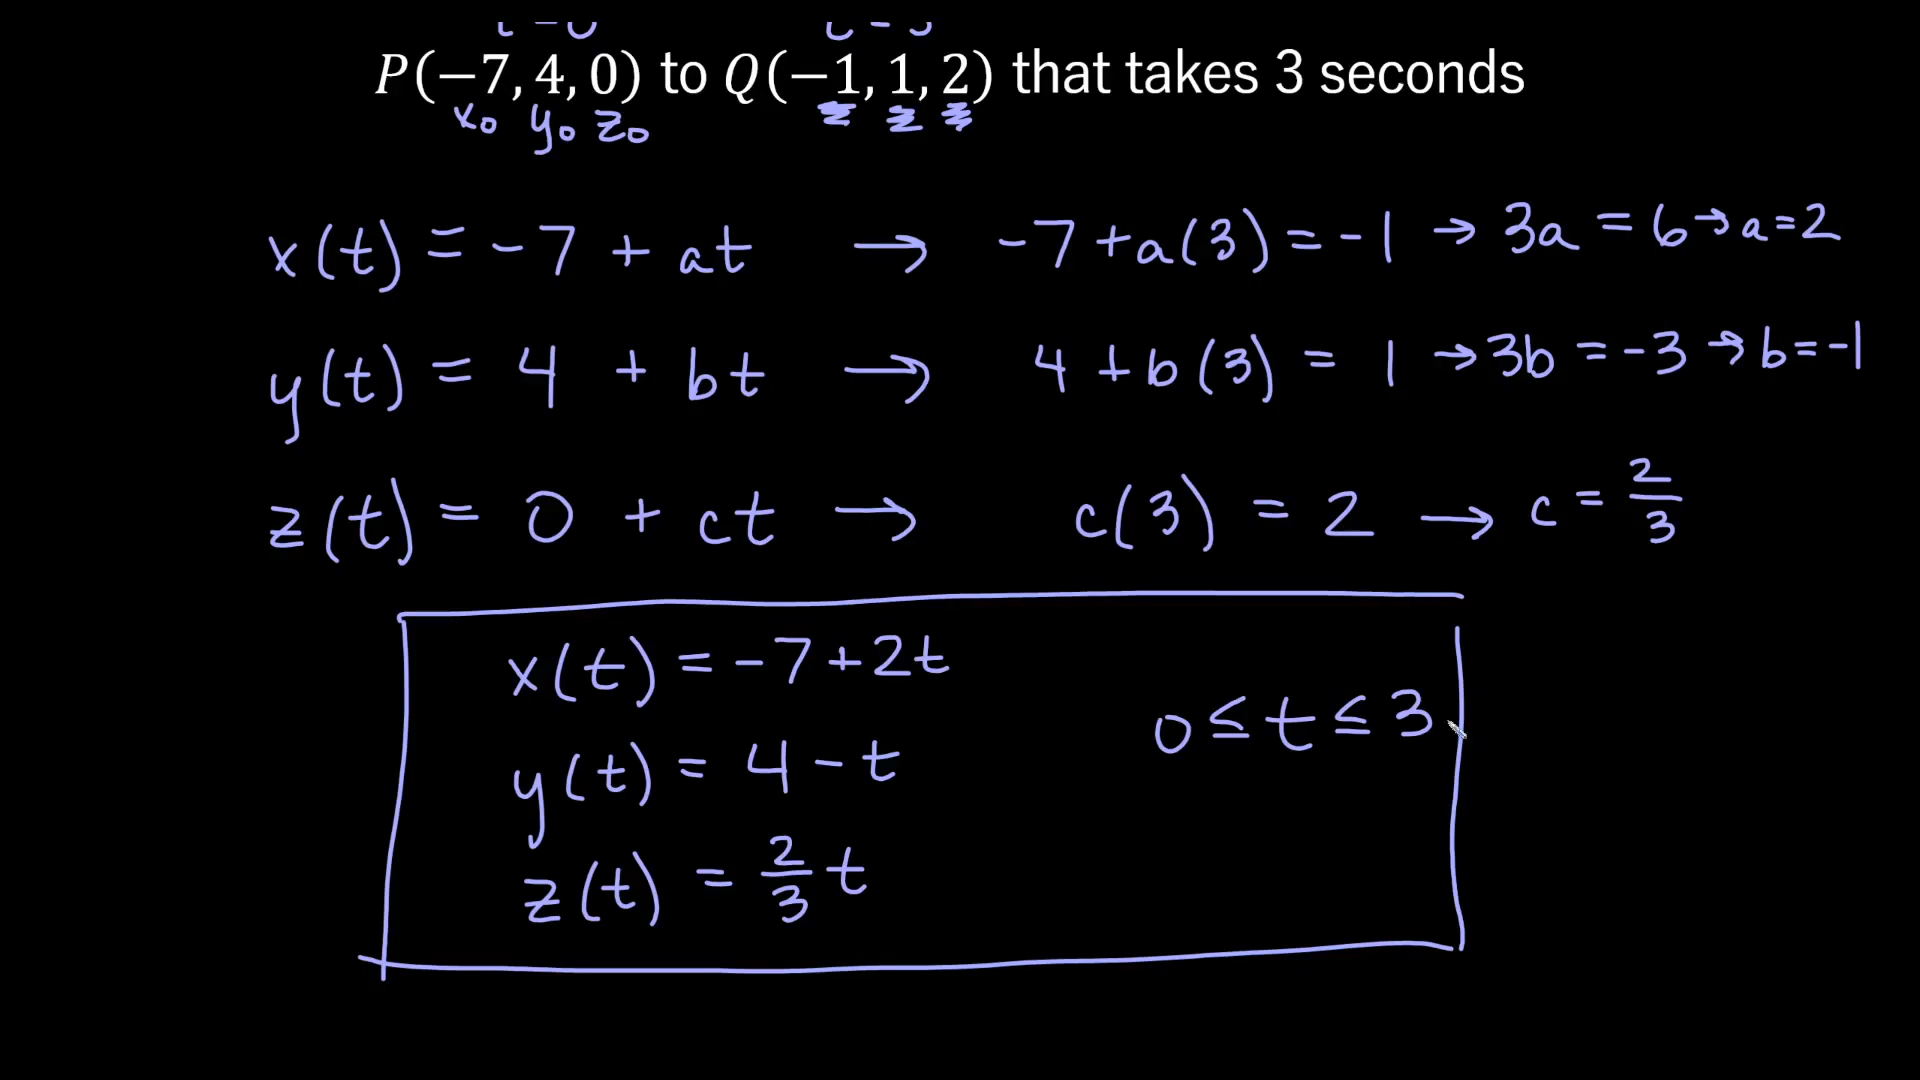 P(−7, 4, 0) to Q(−1, 1, 2) that takes 3 seconds
x₀ y₀ z₀
x(t) = -7 + at → -7 + a(3) = -1 → 3a = 6 → a = 2
y(t) = 4 + bt → 4 + b(3) = 1 → 3b = -3 → b = -1
z(t) = 0 + ct → c(3) = 2 → c = 2/3
x(t) = -7 + 2t
0 ≤ t ≤ 3
y(t) = 4 - t
z(t) = 2/3 t